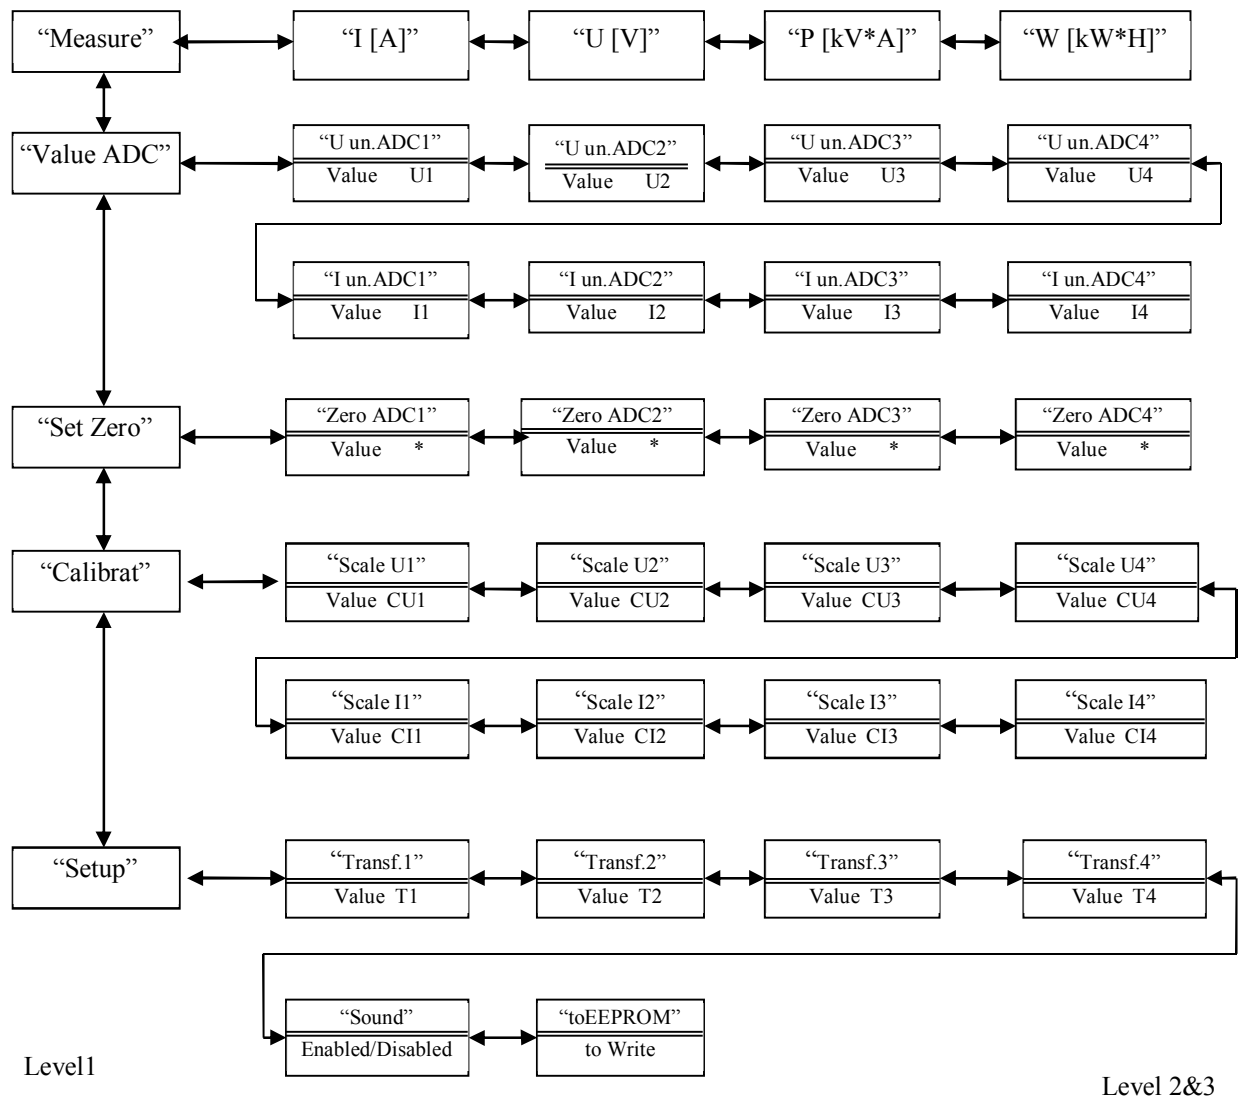 “Measure”
“I [A]”
“U [V]”
“P [kV*A]”
“W [kW*H]”
“Value ADC”
“U un.ADC1”
Value U1
“U un.ADC2”
Value U2
“U un.ADC3”
Value U3
“U un.ADC4”
Value U4
“I un.ADC1”
Value I1
“I un.ADC2”
Value I2
“I un.ADC3”
Value I3
“I un.ADC4”
Value I4
“Set Zero”
“Zero ADC1”
Value *
“Zero ADC2”
Value *
“Zero ADC3”
Value *
“Zero ADC4”
Value *
“Calibrat”
“Scale U1”
Value CU1
“Scale U2”
Value CU2
“Scale U3”
Value CU3
“Scale U4”
Value CU4
“Scale I1”
Value CI1
“Scale I2”
Value CI2
“Scale I3”
Value CI3
“Scale I4”
Value CI4
“Setup”
“Transf.1”
Value T1
“Transf.2”
Value T2
“Transf.3”
Value T3
“Transf.4”
Value T4
“Sound”
Enabled/Disabled
“toEEPROM”
to Write
Level1
Level 2&3